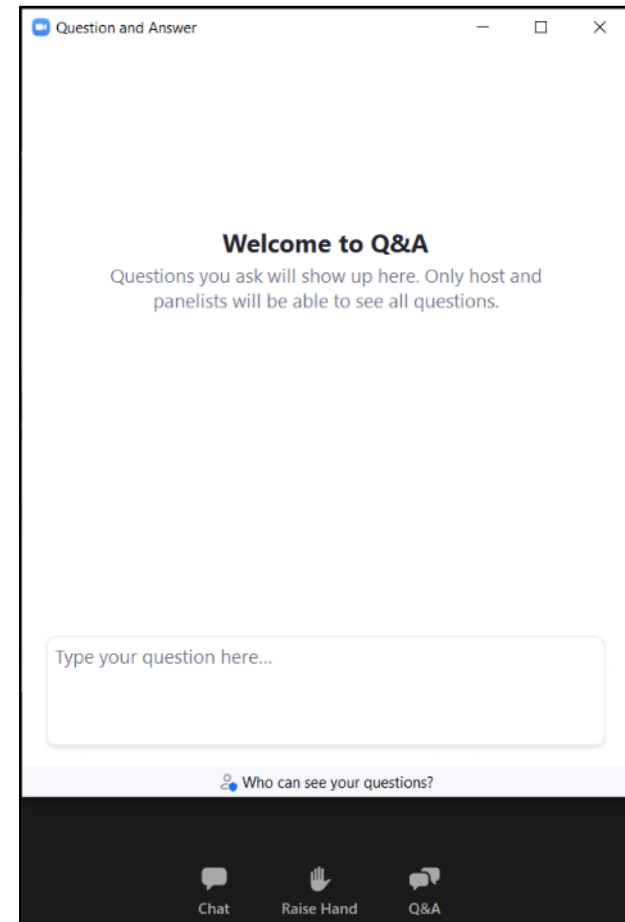 Question and Answer
Welcome to Q&A
Questions you ask will show up here. Only host and
panelists will be able to see all questions.
Type your question here...
Who can see your questions?
Chat Raise Hand Q&A